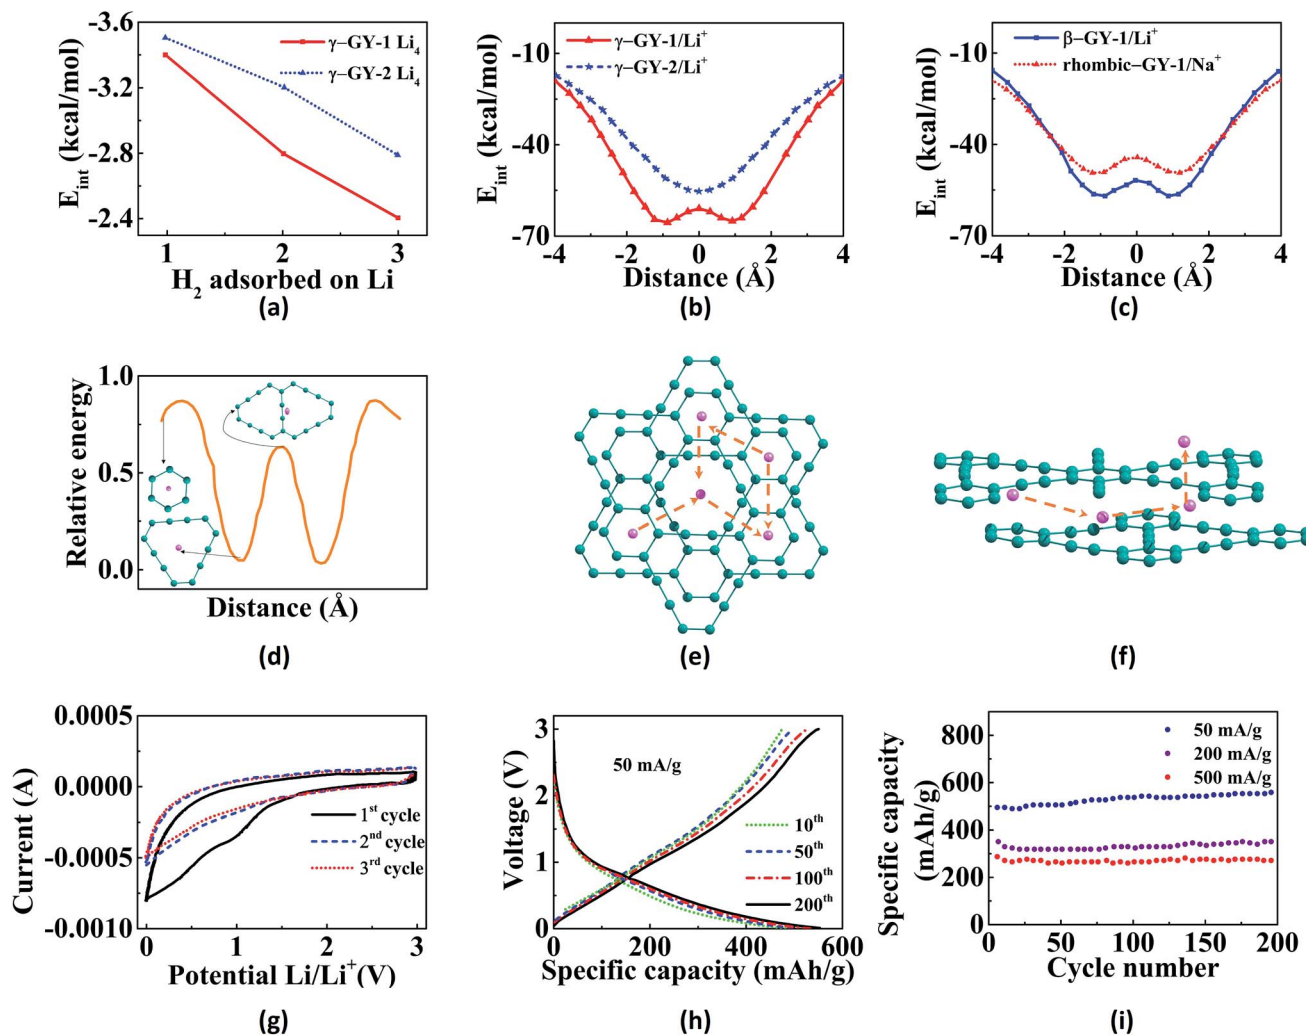 -3.6
-3.2
-2.8
-2.4
E_int (kcal/mol)
γ–GY-1 Li₄
γ–GY-2 Li₄
1 2 3
H₂ adsorbed on Li
(a)
-10
-40
-70
E_int (kcal/mol)
γ–GY-1/Li⁺
γ–GY-2/Li⁺
-4 -2 0 2 4
Distance (Å)
(b)
-10
-40
-70
E_int (kcal/mol)
β–GY-1/Li⁺
rhombic–GY-1/Na⁺
-4 -2 0 2 4
Distance (Å)
(c)
1.0
0.5
0.0
Relative energy
Distance (Å)
(d)
(e)
(f)
0.0005
0.0000
-0.0005
-0.0010
Current (A)
1ˢᵗ cycle
2ⁿᵈ cycle
3ʳᵈ cycle
0 1 2 3
Potential Li/Li⁺(V)
(g)
3
2
1
0
Voltage (V)
50 mA/g
10ᵗʰ
50ᵗʰ
100ᵗʰ
200ᵗʰ
0 200 400 600
Specific capacity (mAh/g)
(h)
800
600
400
200
0
Specific capacity
(mAh/g)
50 mA/g
200 mA/g
500 mA/g
0 50 100 150 200
Cycle number
(i)